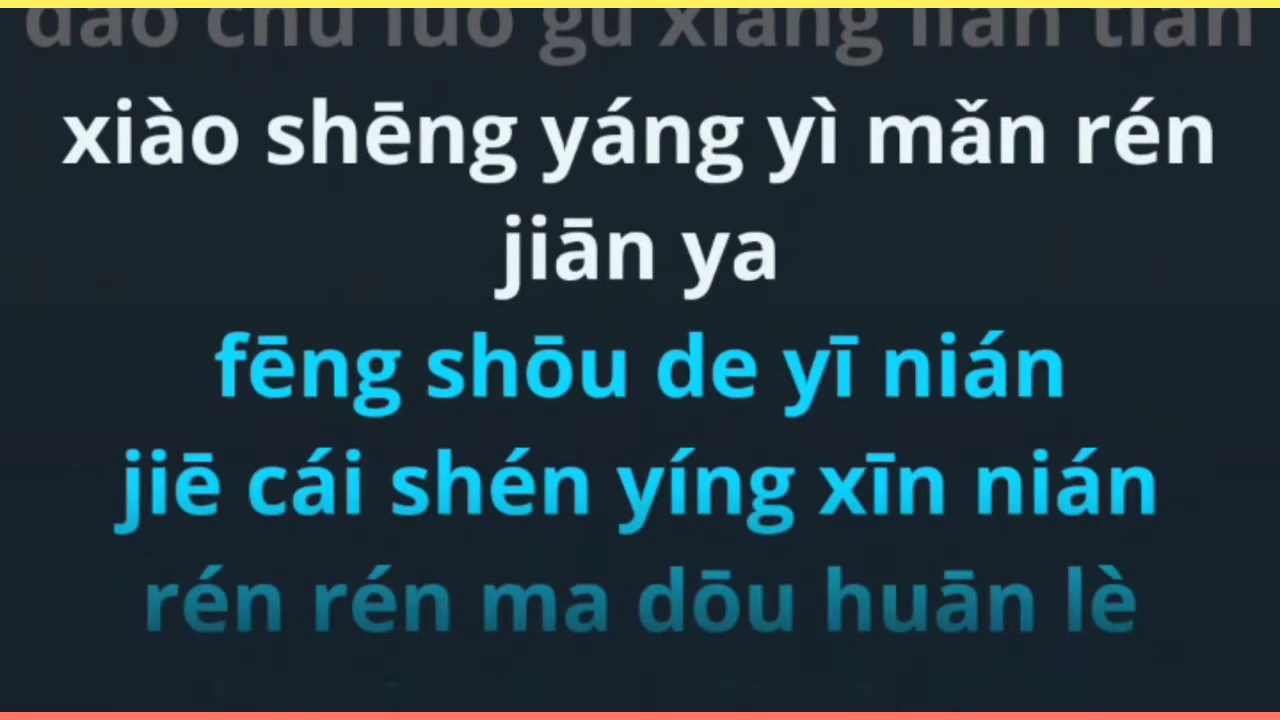 dào chù luó gǔ xiǎng lián tiān
xiào shēng yáng yì mǎn rén
jiān ya
fēng shōu de yī nián
jiē cái shén yíng xīn nián
rén rén ma dōu huān lè